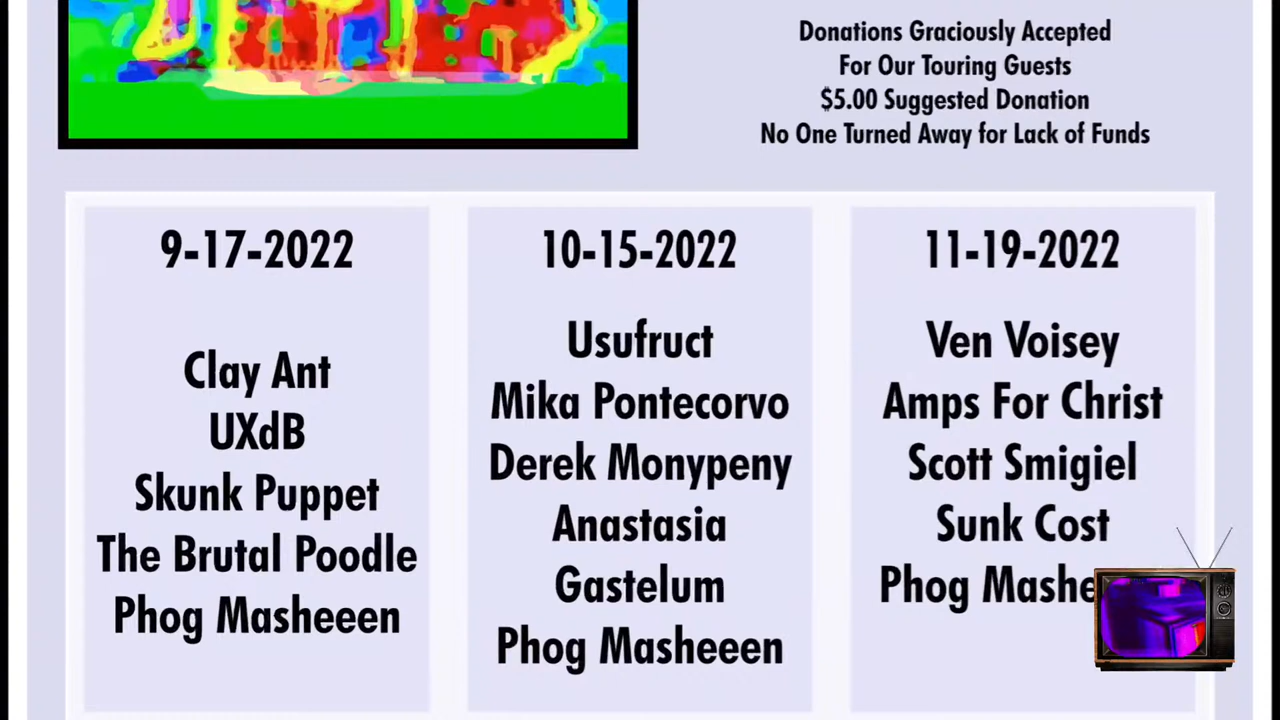 Donations Graciously Accepted
For Our Touring Guests
$5.00 Suggested Donation
No One Turned Away for Lack of Funds
9-17-2022
Clay Ant
UXdB
Skunk Puppet
The Brutal Poodle
Phog Masheeen
10-15-2022
Usufruct
Mika Pontecorvo
Derek Monypeny
Anastasia
Gastelum
Phog Masheeen
11-19-2022
Ven Voisey
Amps For Christ
Scott Smigiel
Sunk Cost
Phog